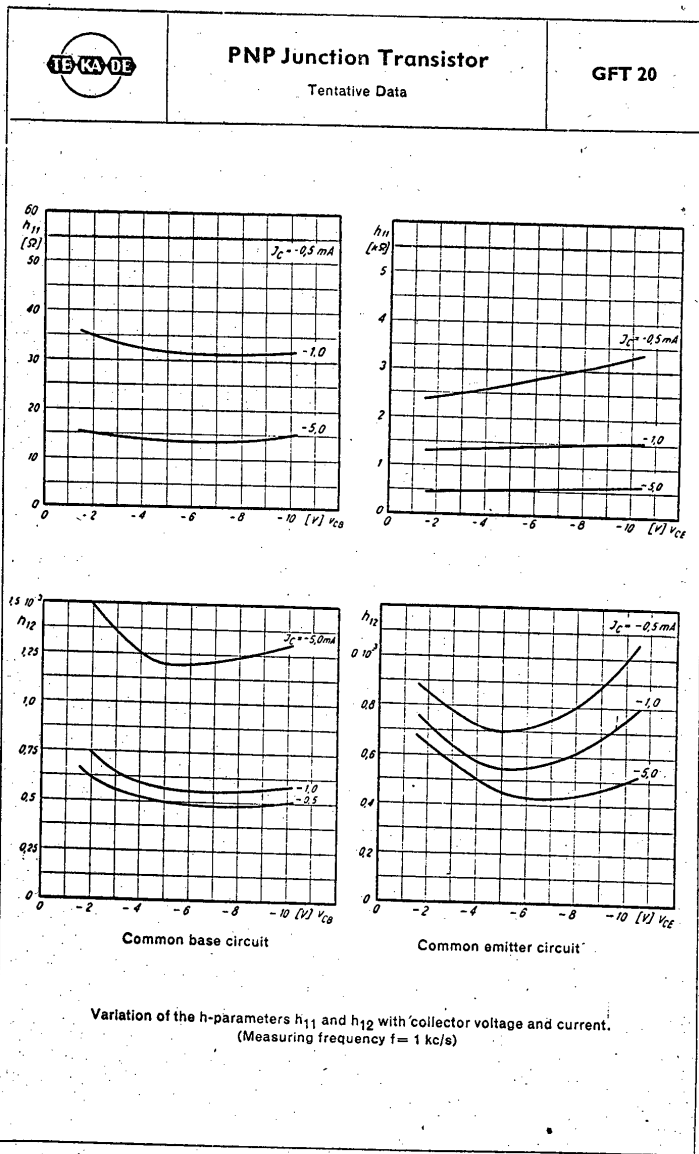 TE KA DE
PNP Junction Transistor
Tentative Data
GFT 20
60
h11
[Ω]
50
40
30
20
10
0
JC = -0,5 mA
-1,0
-5,0
0 -2 -4 -6 -8 -10 [V] VCB
h11
[kΩ]
5
4
3
2
1
0
JC = -0,5 mA
-1,0
-5,0
0 -2 -4 -6 -8 -10 [V] VCE
1,5 10⁻³
h12
1,25
1,0
0,75
0,5
0,25
0
JC = -5,0mA
-1,0
-0,5
0 -2 -4 -6 -8 -10 [V] VCB
Common base circuit
h12
0 10³
0,8
0,6
0,4
0,2
0
JC = -0,5mA
-1,0
-5,0
0 -2 -4 -6 -8 -10 [V] VCE
Common emitter circuit
Variation of the h-parameters h11 and h12 with collector voltage and current.
(Measuring frequency f = 1 kc/s)